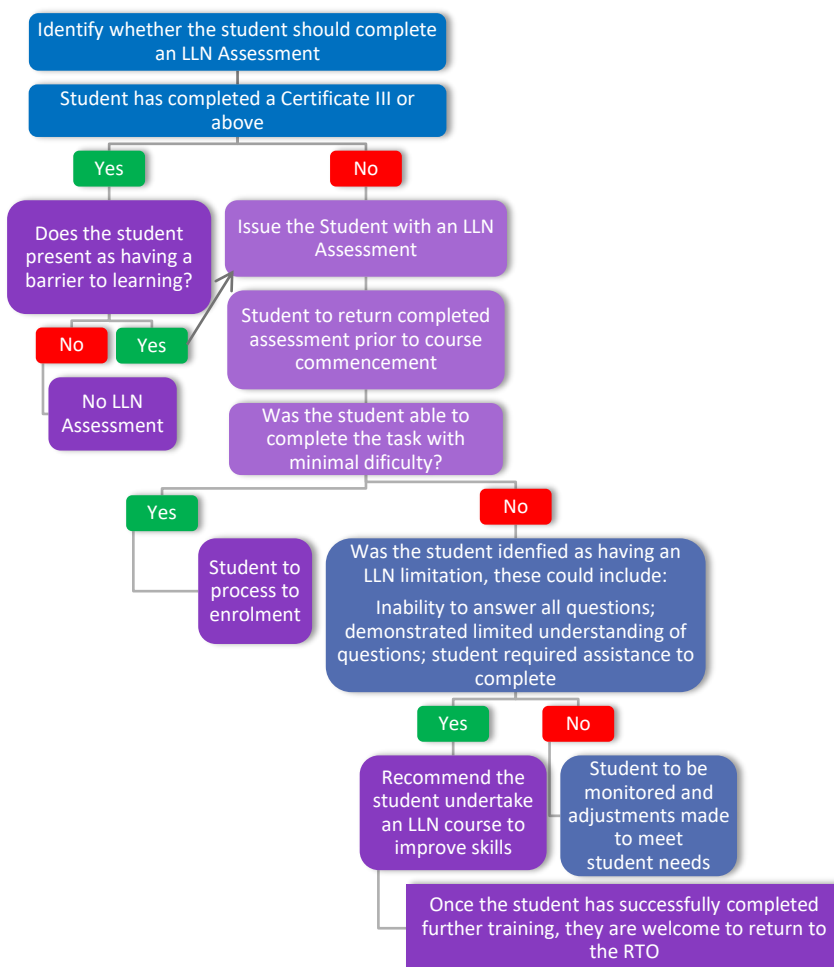 Identify whether the student should complete
an LLN Assessment
Student has completed a Certificate III or
above
Yes
No
Does the student
present as having a
barrier to learning?
Issue the Student with an LLN
Assessment
No
Yes
No LLN
Assessment
Student to return completed
assessment prior to course
commencement
Was the student able to
complete the task with
minimal dificulty?
Yes
No
Student to
process to
enrolment
Was the student idenfied as having an
LLN limitation, these could include:
Inability to answer all questions;
demonstrated limited understanding of
questions; student required assistance to
complete
Yes
No
Recommend the
student undertake
an LLN course to
improve skills
Student to be
monitored and
adjustments made
to meet
student needs
Once the student has successfully completed
further training, they are welcome to return to
the RTO